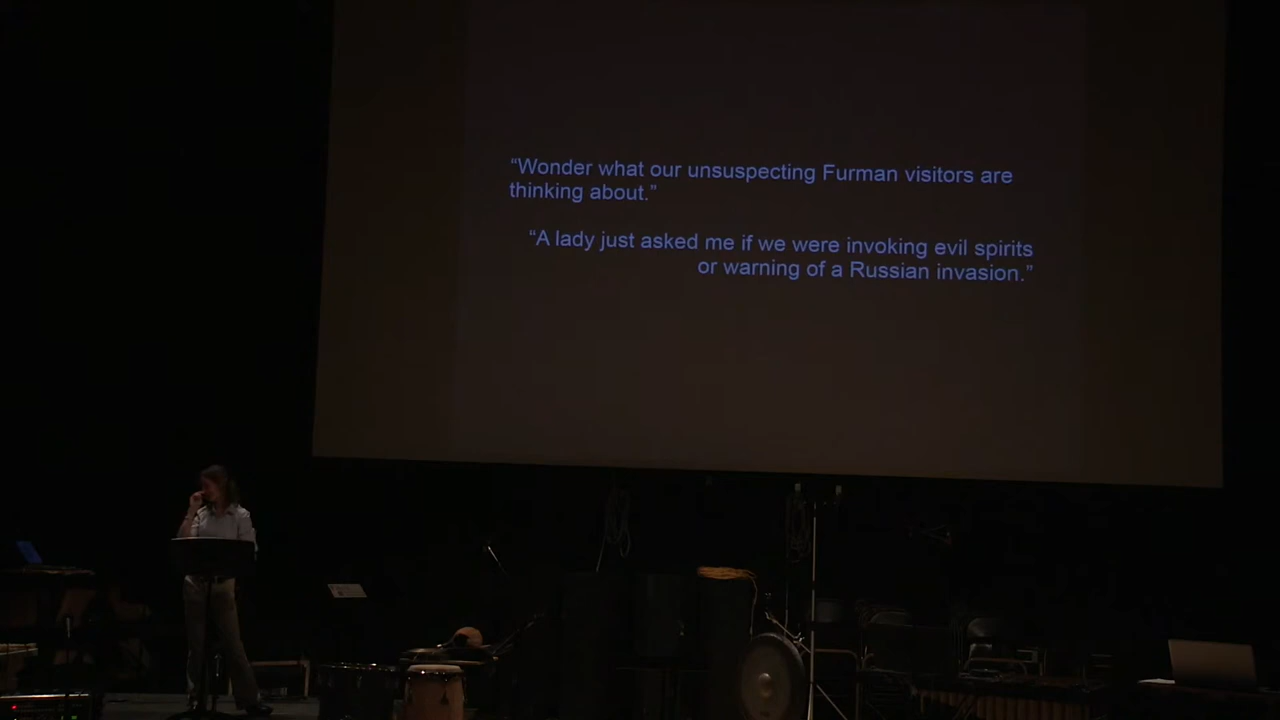 “Wonder what our unsuspecting Furman visitors are
thinking about.”
“A lady just asked me if we were invoking evil spirits
or warning of a Russian invasion.”